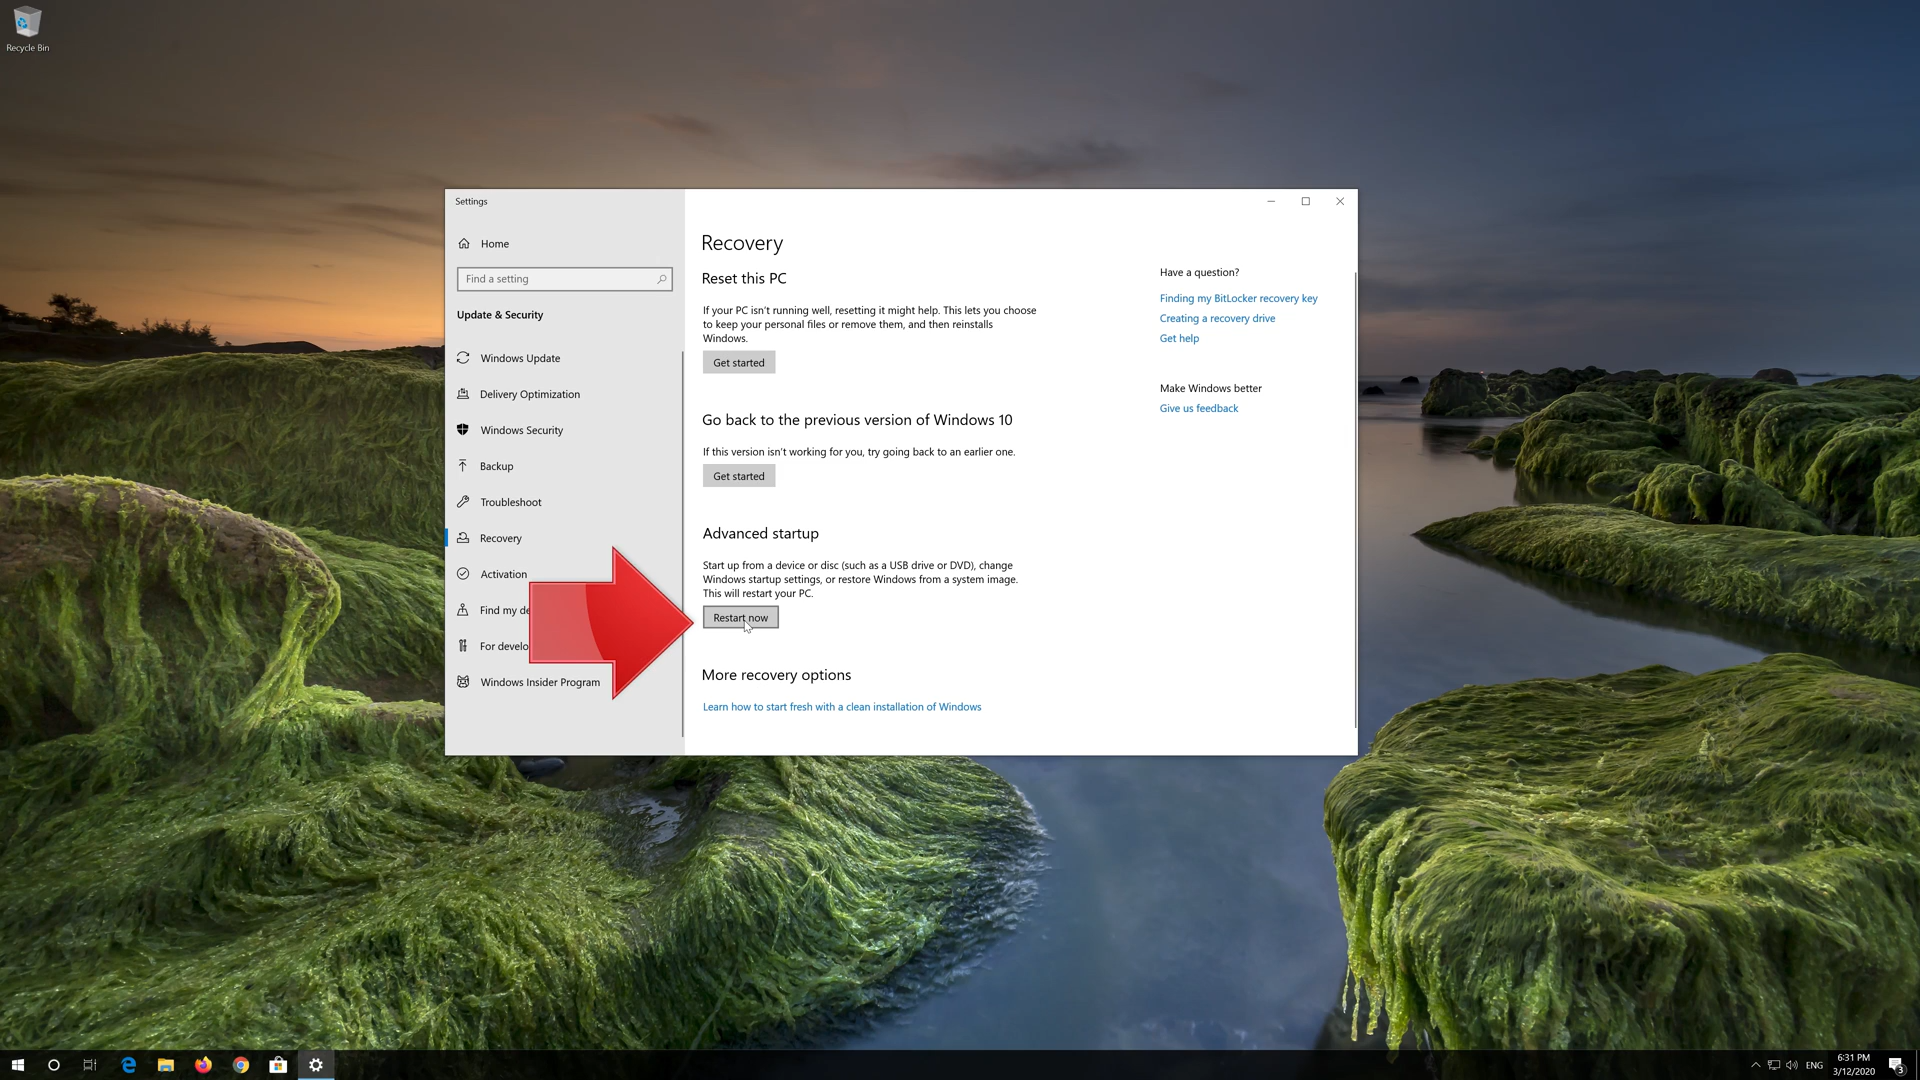 Recycle Bin
Settings
Home
Find a setting
Update & Security
Windows Update
Delivery Optimization
Windows Security
Backup
Troubleshoot
Recovery
Activation
Find my de
For develo
Windows Insider Program
Recovery
Reset this PC
If your PC isn't running well, resetting it might help. This lets you choose
to keep your personal files or remove them, and then reinstalls
Windows.
Get started
Go back to the previous version of Windows 10
If this version isn't working for you, try going back to an earlier one.
Get started
Advanced startup
Start up from a device or disc (such as a USB drive or DVD), change
Windows startup settings, or restore Windows from a system image.
This will restart your PC.
Restart now
More recovery options
Learn how to start fresh with a clean installation of Windows
Have a question?
Finding my BitLocker recovery key
Creating a recovery drive
Get help
Make Windows better
Give us feedback
ENG
6:31 PM
3/12/2020
3